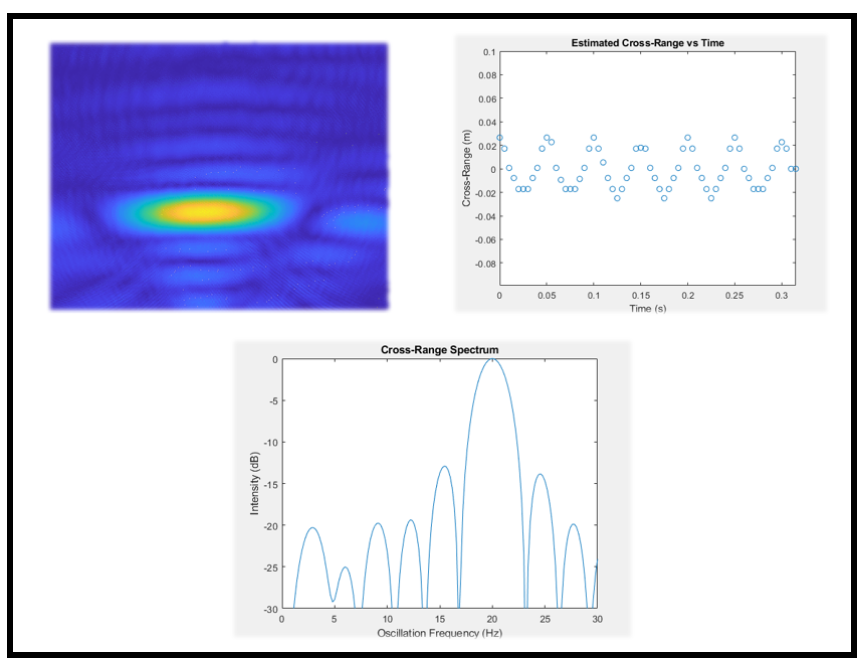 Estimated Cross-Range vs Time
Cross-Range (m)
0.1
0.08
0.06
0.04
0.02
0
-0.02
-0.04
-0.06
-0.08
0 0.05 0.1 0.15 0.2 0.25 0.3
Time (s)
Cross-Range Spectrum
Intensity (dB)
0
-5
-10
-15
-20
-25
-30
0 5 10 15 20 25 30
Oscillation Frequency (Hz)